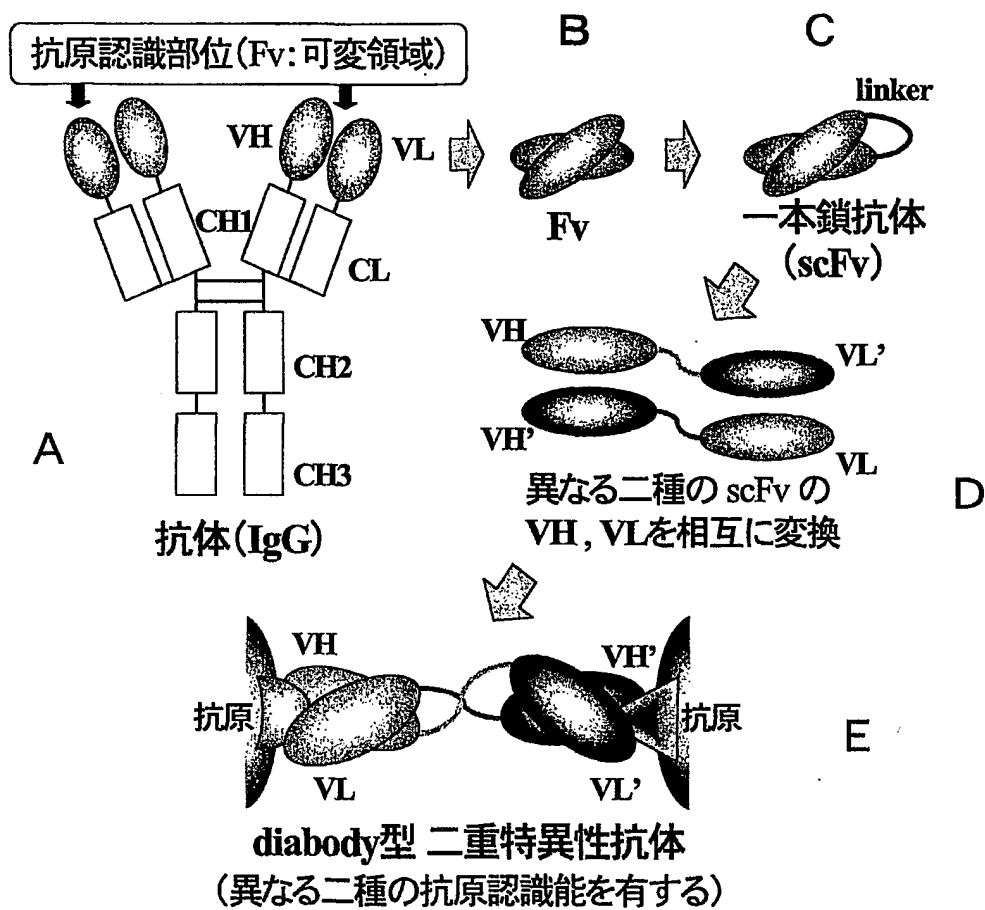 B
C
抗原認識部位(Fv:可変領域)
linker
VH
VL
Fv
一本鎖抗体
(scFv)
CH1
CL
CH2
CH3
A
抗体(IgG)
VH
VL’
VH’
VL
異なる二種の scFv の
VH , VLを相互に変換
D
VH
VH’
抗原
抗原
E
VL
VL’
diabody型 二重特異性抗体
(異なる二種の抗原認識能を有する)